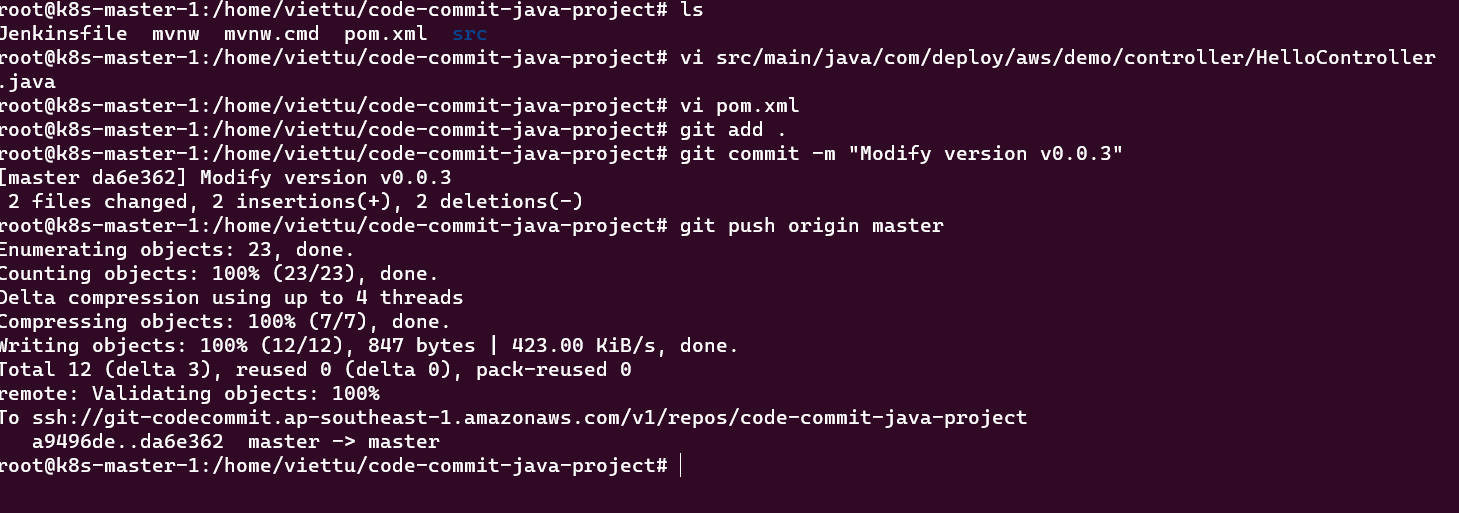 root@k8s-master-1:/home/viettu/code-commit-java-project# ls
Jenkinsfile  mvnw  mvnw.cmd  pom.xml  src
root@k8s-master-1:/home/viettu/code-commit-java-project# vi src/main/java/com/deploy/aws/demo/controller/HelloController
.java
root@k8s-master-1:/home/viettu/code-commit-java-project# vi pom.xml
root@k8s-master-1:/home/viettu/code-commit-java-project# git add .
root@k8s-master-1:/home/viettu/code-commit-java-project# git commit -m "Modify version v0.0.3"
[master da6e362] Modify version v0.0.3
 2 files changed, 2 insertions(+), 2 deletions(-)
root@k8s-master-1:/home/viettu/code-commit-java-project# git push origin master
Enumerating objects: 23, done.
Counting objects: 100% (23/23), done.
Delta compression using up to 4 threads
Compressing objects: 100% (7/7), done.
Writing objects: 100% (12/12), 847 bytes | 423.00 KiB/s, done.
Total 12 (delta 3), reused 0 (delta 0), pack-reused 0
remote: Validating objects: 100%
To ssh://git-codecommit.ap-southeast-1.amazonaws.com/v1/repos/code-commit-java-project
   a9496de..da6e362  master -> master
root@k8s-master-1:/home/viettu/code-commit-java-project#